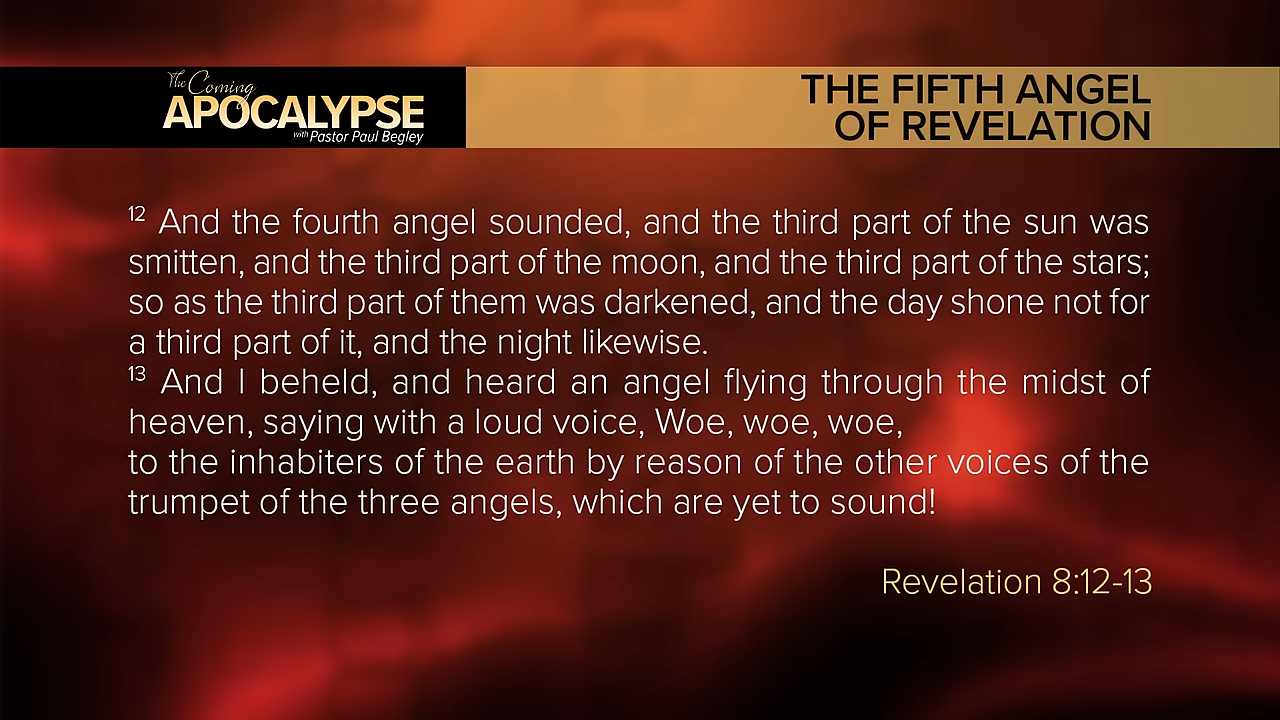 The Coming
APOCALYPSE
with Pastor Paul Begley
THE FIFTH ANGEL
OF REVELATION
12 And the fourth angel sounded, and the third part of the sun was
smitten, and the third part of the moon, and the third part of the stars;
so as the third part of them was darkened, and the day shone not for
a third part of it, and the night likewise.
13 And I beheld, and heard an angel flying through the midst of
heaven, saying with a loud voice, Woe, woe, woe,
to the inhabiters of the earth by reason of the other voices of the
trumpet of the three angels, which are yet to sound!
Revelation 8:12-13